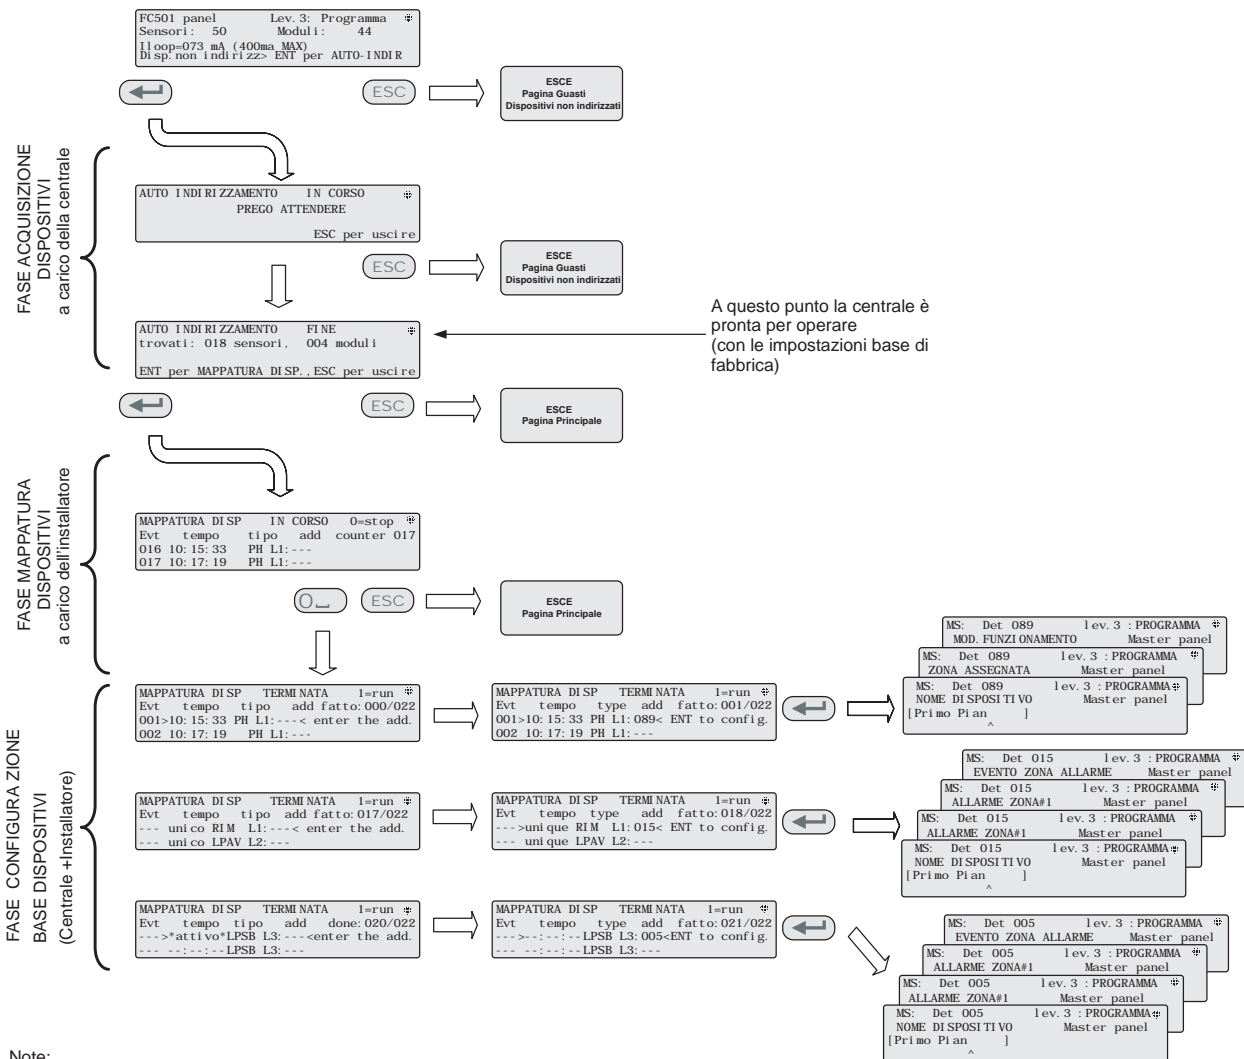 FC501 panel Lev. 3: Programma
Sensori: 50 Moduli: 44
Iloop=073 mA (400ma MAX)
Disp.non indirizz> ENT per AUTO-INDIR
ESC
ESCE
Pagina Guasti
Dispositivi non indirizzati
FASE ACQUISIZIONE
DISPOSITIVI
a carico della centrale
AUTO INDIRIZZAMENTO IN CORSO
PREGO ATTENDERE
ESC per uscire
ESC
ESCE
Pagina Guasti
Dispositivi non indirizzati
AUTO INDIRIZZAMENTO FINE
trovati: 018 sensori, 004 moduli
ENT per MAPPATURA DISP.,ESC per uscire
A questo punto la centrale è
pronta per operare
(con le impostazioni base di
fabbrica)
ESC
ESCE
Pagina Principale
FASE MAPPATURA
DISPOSITIVI
a carico dell'installatore
MAPPATURA DISP IN CORSO 0=stop
Evt tempo tipo add counter 017
016 10:15:33 PH L1:---
017 10:17:19 PH L1:---
0 ESC
ESCE
Pagina Principale
FASE CONFIGURA ZIONE
BASE DISPOSITIVI
(Centrale +Installatore)
MAPPATURA DISP TERMINATA 1=run
Evt tempo tipo add fatto:000/022
001>10:15:33 PH L1:---< enter the add.
002 10:17:19 PH L1:---
MAPPATURA DISP TERMINATA 1=run
Evt tempo type add fatto:001/022
001>10:15:33 PH L1:089< ENT to config.
002 10:17:19 PH L1:---
MS: Det 089 lev.3 :PROGRAMMA
MOD. FUNZIONAMENTO Master panel
MS: Det 089 lev.3 :PROGRAMMA
ZONA ASSEGNATA Master panel
MS: Det 089 lev.3 :PROGRAMMA
NOME DISPOSITIVO Master panel
[Primo Pian ]
^
MAPPATURA DISP TERMINATA 1=run
Evt tempo tipo add fatto:017/022
--- unico RIM L1:---< enter the add.
--- unico LPAV L2:---
MAPPATURA DISP TERMINATA 1=run
Evt tempo type add fatto:018/022
--->unique RIM L1:015< ENT to config.
--- unique LPAV L2:---
MS: Det 015 lev.3 :PROGRAMMA
EVENTO ZONA ALLARME Master panel
MS: Det 015 lev.3 :PROGRAMMA
ALLARME ZONA#1 Master panel
MS: Det 015 lev.3 :PROGRAMMA
ALLARME ZONA#1 Master panel
MS: Det 015 lev.3 :PROGRAMMA
NOME DISPOSITIVO Master panel
[Primo Pian ]
^
MAPPATURA DISP TERMINATA 1=run
Evt tempo tipo add done:020/022
--->*attivo*LPSB L3:---<enter the add.
--- --:--:--LPSB L3:---
MAPPATURA DISP TERMINATA 1=run
Evt tempo type add fatto:021/022
--->--:--:--LPSB L3:005<ENT to config.
--- --:--:--LPSB L3:---
MS: Det 005 lev.3 :PROGRAMMA
EVENTO ZONA ALLARME Master panel
MS: Det 005 lev.3 :PROGRAMMA
ALLARME ZONA#1 Master panel
MS: Det 005 lev.3 :PROGRAMMA
ALLARME ZONA#1 Master panel
MS: Det 005 lev.3 :PROGRAMMA
NOME DISPOSITIVO Master panel
[Primo Pian ]
^
Note: